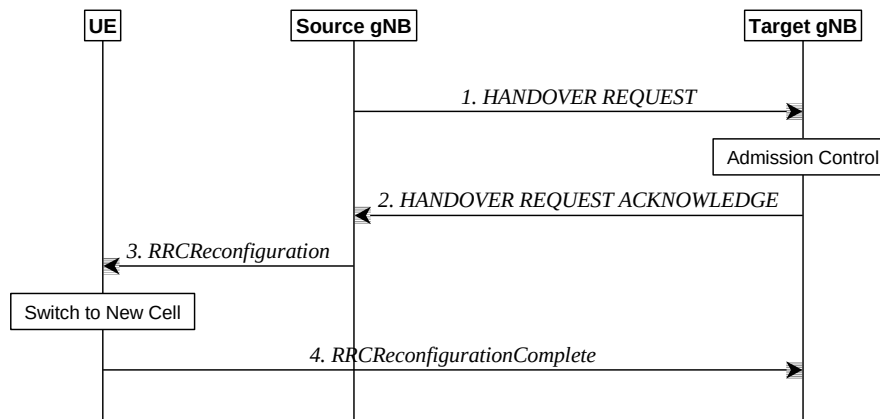 UE
Source gNB
Target gNB
1. HANDOVER REQUEST
Admission Control
2. HANDOVER REQUEST ACKNOWLEDGE
3. RRCReconfiguration
Switch to New Cell
4. RRCReconfigurationComplete